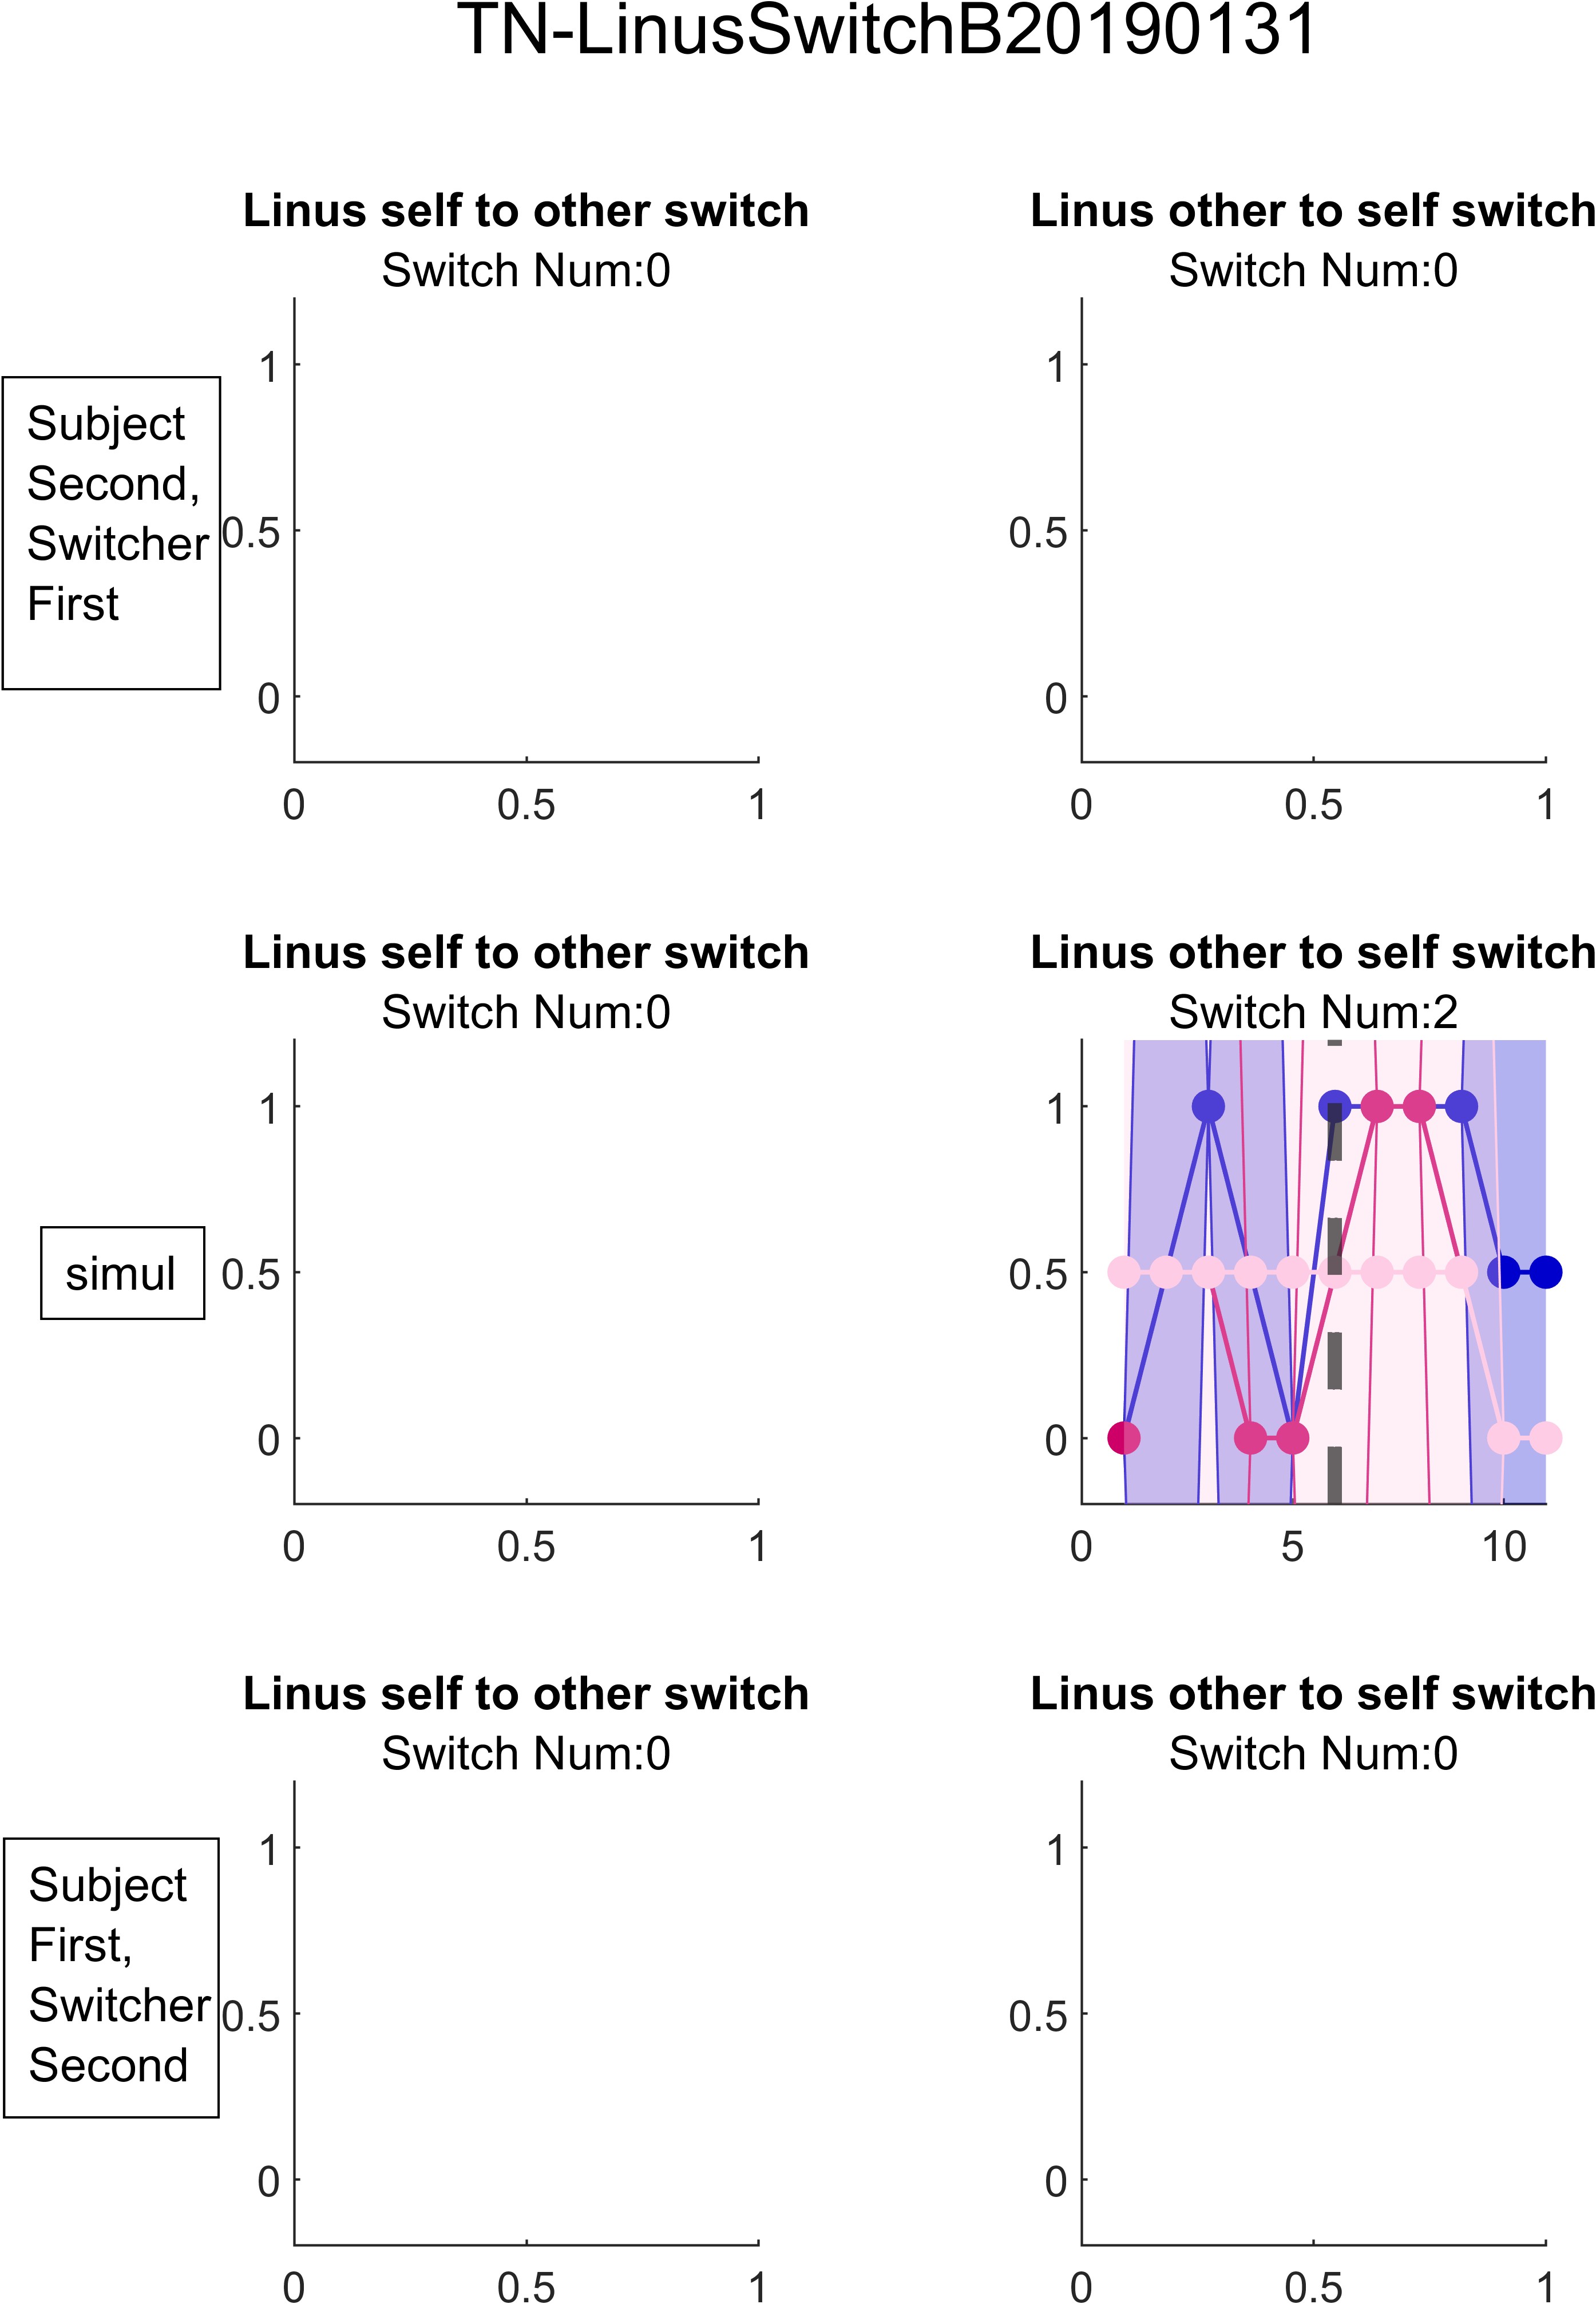 TN-LinusSwitchB20190131
Linus self to other switch
Switch Num:0
Linus other to self switch
Switch Num:0
Subject
Second,
Switcher
First
1
0.5
0
0
0.5
1
1
0.5
0
0
0.5
1
Linus self to other switch
Switch Num:0
Linus other to self switch
Switch Num:2
simul
1
0.5
0
0
0.5
1
1
0.5
0
0
5
10
Linus self to other switch
Switch Num:0
Linus other to self switch
Switch Num:0
Subject
First,
Switcher
Second
1
0.5
0
0
0.5
1
1
0.5
0
0
0.5
1